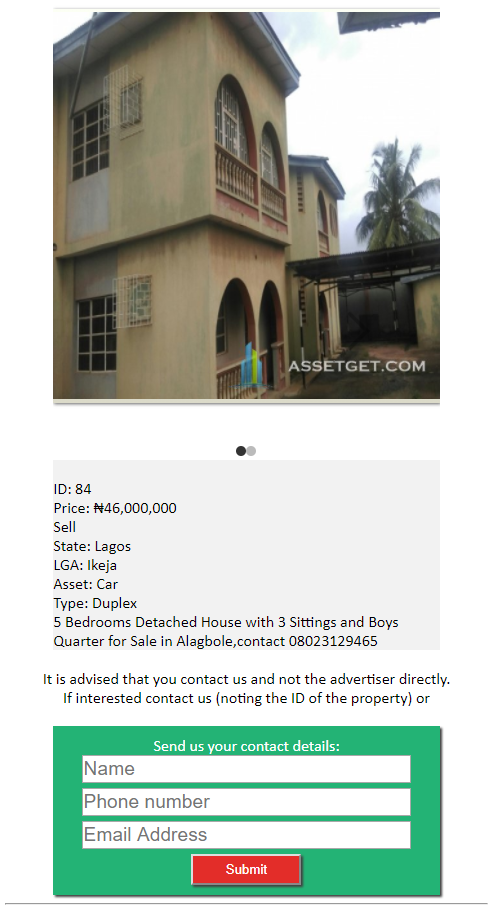 ASSETGET.COM
ID: 84
Price: ₦46,000,000
Sell
State: Lagos
LGA: Ikeja
Asset: Car
Type: Duplex
5 Bedrooms Detached House with 3 Sittings and Boys
Quarter for Sale in Alagbole,contact 08023129465
It is advised that you contact us and not the advertiser directly.
If interested contact us (noting the ID of the property) or
Send us your contact details:
Name
Phone number
Email Address
Submit